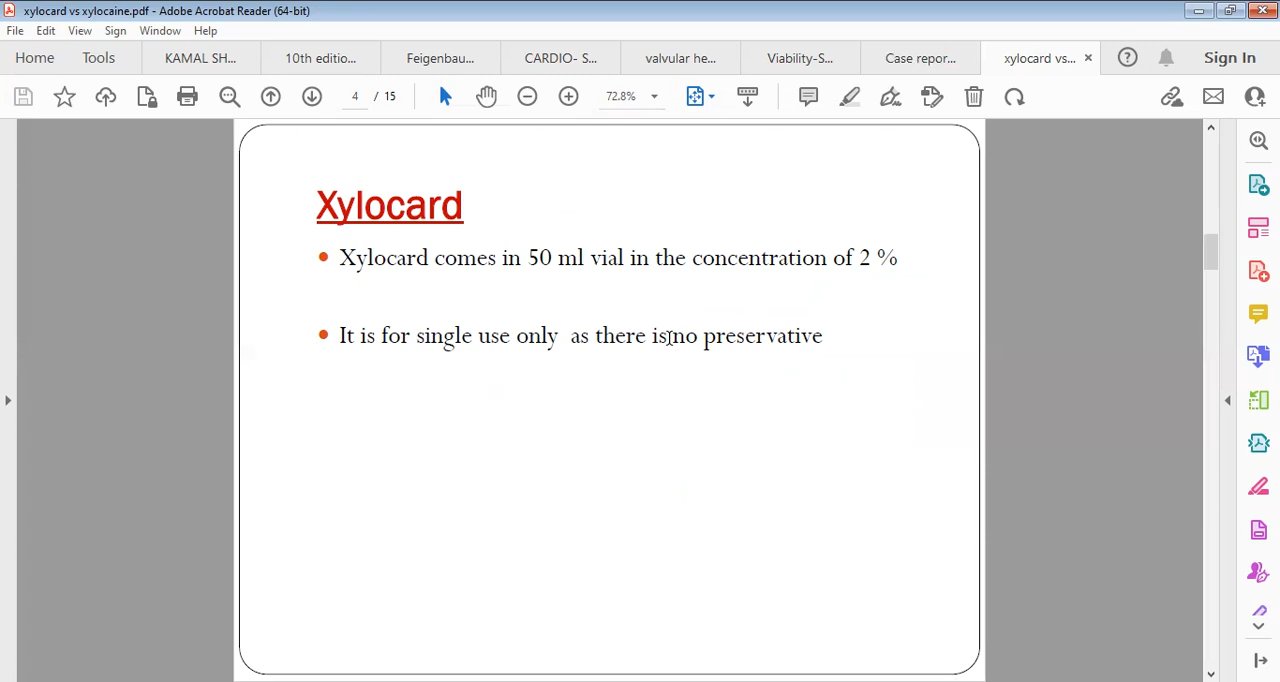 xylocard vs xylocaine.pdf - Adobe Acrobat Reader (64-bit)
File Edit View Sign Window Help
Home Tools KAMAL SH... 10th editio... Feigenbau... CARDIO- S... valvular he... Viability-S... Case repor... xylocard vs... Sign In
4 / 15 72.8%
Xylocard
• Xylocard comes in 50 ml vial in the concentration of 2 %
• It is for single use only as there is no preservative